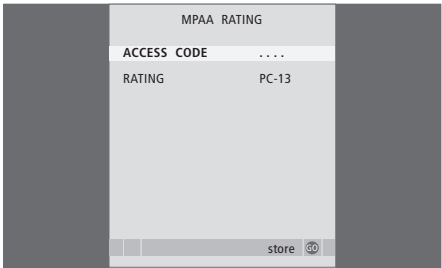 MPAA RATING
ACCESS CODE ....
RATING PC-13
store GO